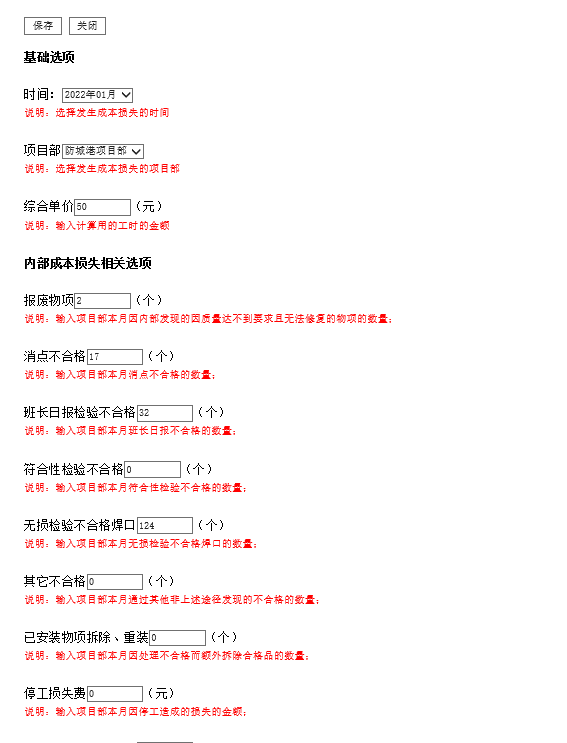 保存 关闭
基础选项
时间：2022年01月
说明：选择发生成本损失的时间
项目部防城港项目部
说明：选择发生成本损失的项目部
综合单价50（元）
说明：输入计算用的工时的金额
内部成本损失相关选项
报废物项2（个）
说明：输入项目部本月因内部发现的因质量达不到要求且无法修复的物项的数量；
消点不合格17（个）
说明：输入项目部本月消点不合格的数量；
班长日报检验不合格32（个）
说明：输入项目部本月班长日报不合格的数量；
符合性检验不合格0（个）
说明：输入项目部本月符合性检验不合格的数量；
无损检验不合格焊口124（个）
说明：输入项目部本月无损检验不合格焊口的数量；
其它不合格0（个）
说明：输入项目部本月通过其他非上述途径发现的不合格的数量；
已安装物项拆除、重装0（个）
说明：输入项目部本月因处理不合格而额外拆除合格品的数量；
停工损失费0（元）
说明：输入项目部本月因停工造成的损失的金额；